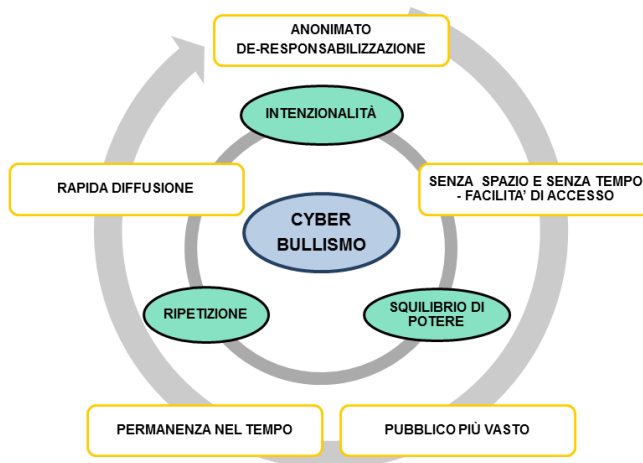 ANONIMATO
DE-RESPONSABILIZZAZIONE
INTENZIONALITÀ
RAPIDA DIFFUSIONE
SENZA SPAZIO E SENZA TEMPO
- FACILITA' DI ACCESSO
CYBER
BULLISMO
RIPETIZIONE
SQUILIBRIO DI
POTERE
PERMANENZA NEL TEMPO
PUBBLICO PIÙ VASTO